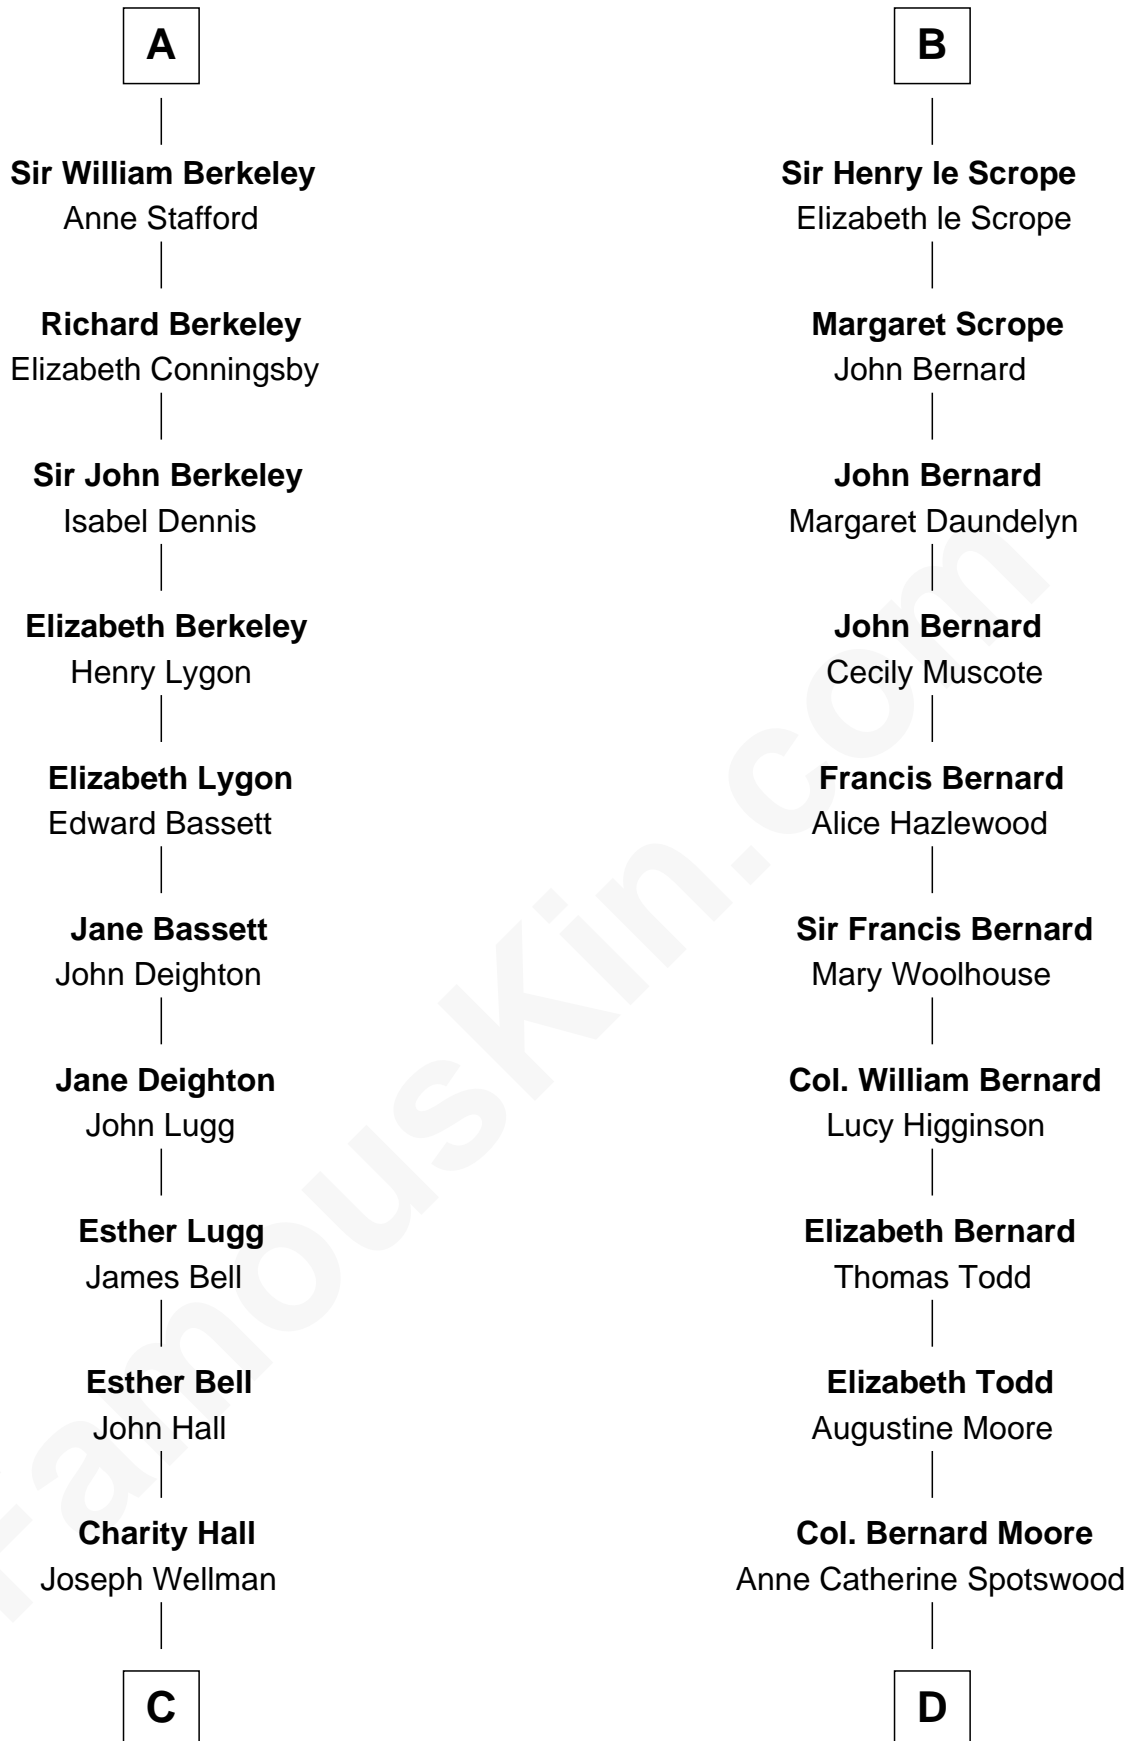 A
Sir William Berkeley
Anne Stafford
Richard Berkeley
Elizabeth Conningsby
Sir John Berkeley
Isabel Dennis
Elizabeth Berkeley
Henry Lygon
Elizabeth Lygon
Edward Bassett
Jane Bassett
John Deighton
Jane Deighton
John Lugg
Esther Lugg
James Bell
Esther Bell
John Hall
Charity Hall
Joseph Wellman
C
B
Sir Henry le Scrope
Elizabeth le Scrope
Margaret Scrope
John Bernard
John Bernard
Margaret Daundelyn
John Bernard
Cecily Muscote
Francis Bernard
Alice Hazlewood
Sir Francis Bernard
Mary Woolhouse
Col. William Bernard
Lucy Higginson
Elizabeth Bernard
Thomas Todd
Elizabeth Todd
Augustine Moore
Col. Bernard Moore
Anne Catherine Spotswood
D
FamousKin.com